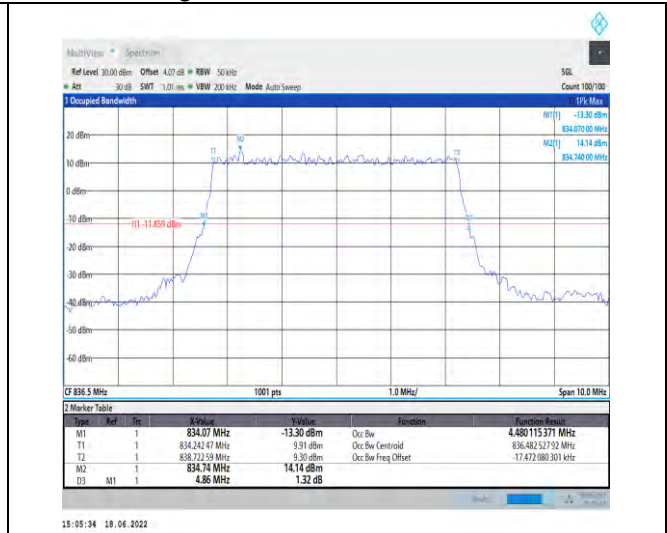 MultiView Spectrum
Ref Level 30.00 dBm Offset 4.07 dB RBW 50 kHz SGL
Att 30 dB SWT 1.01 ms VBW 200 kHz Mode Auto Sweep Count 100/100
1 Occupied Bandwidth 1Pk Max
M1[1] -13.30 dBm
834.070 00 MHz
M2[1] 14.14 dBm
834.740 00 MHz
20 dBm
M2
T1
T2
10 dBm
0 dBm
-10 dBm
M1
H1 -11.859 dBm
-20 dBm
-30 dBm
-40 dBm
-50 dBm
-60 dBm
CF 836.5 MHz 1001 pts 1.0 MHz/ Span 10.0 MHz
2 Marker Table
Type Ref Trc X-Value Y-Value Function Function Result
M1 1 834.07 MHz -13.30 dBm Occ Bw 4.480 115 371 MHz
T1 1 834.242 47 MHz 9.91 dBm Occ Bw Centroid 836.482 527 92 MHz
T2 1 838.722 59 MHz 9.30 dBm Occ Bw Freq Offset -17.472 080 301 kHz
M2 1 834.74 MHz 14.14 dBm
D3 M1 1 4.86 MHz 1.32 dB
15:05:34 18.06.2022